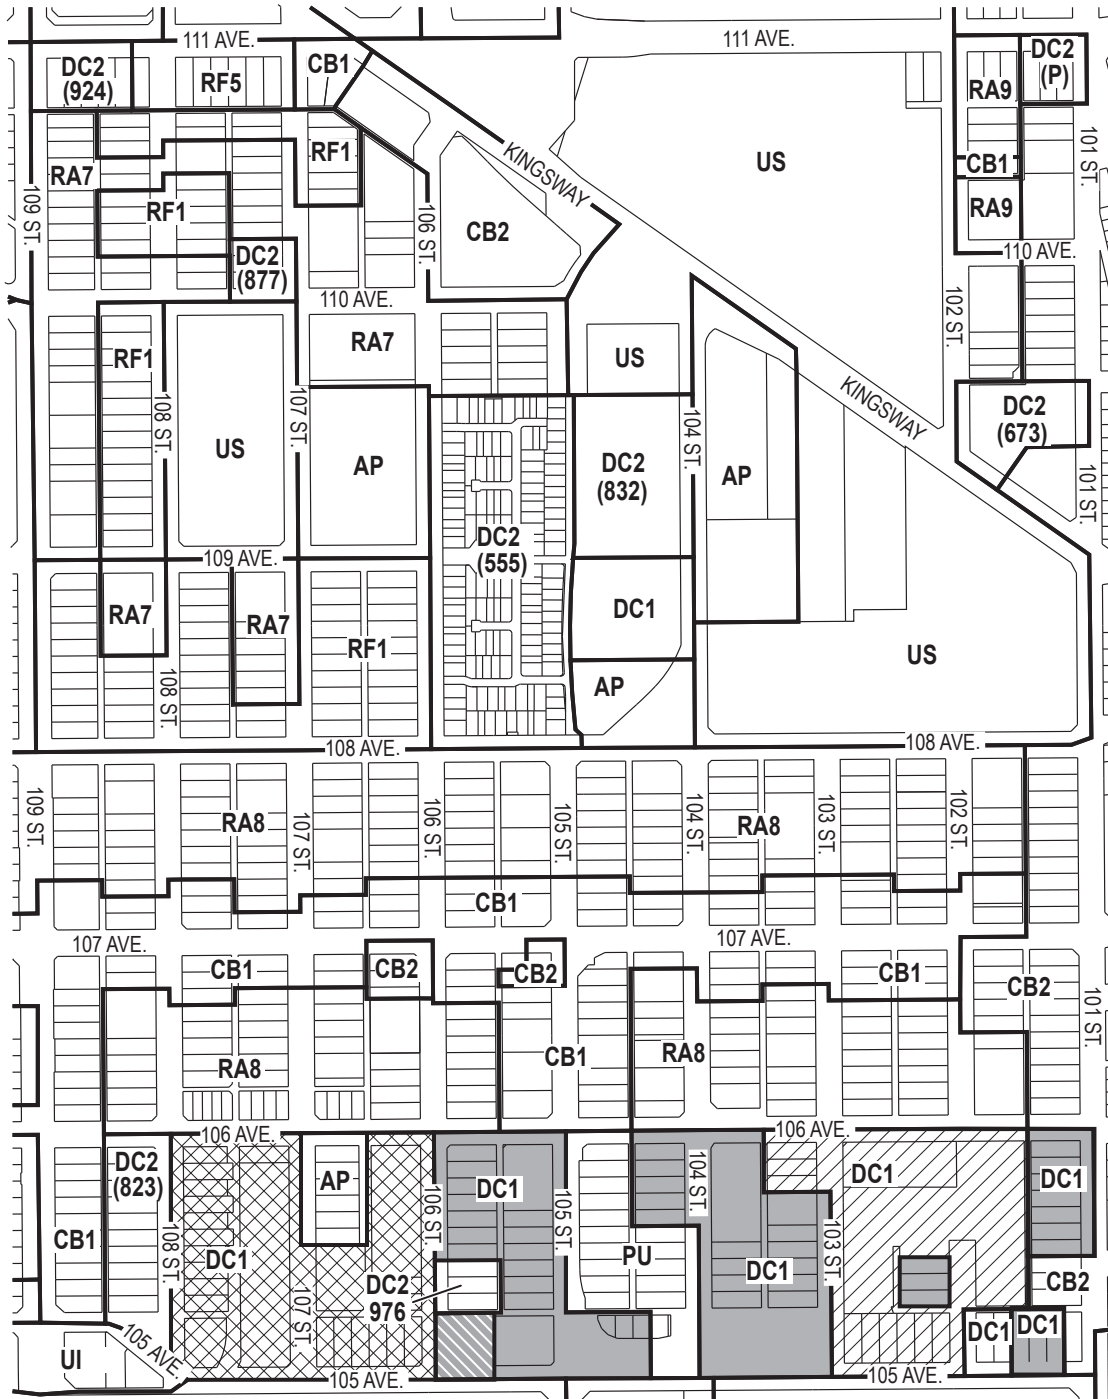 111 AVE.
111 AVE.
DC2
(924)
RF5
CB1
DC2
(P)
RA9
US
101 ST.
KINGSWAY
RF1
CB1
RA7
RF1
109 ST.
RA9
106 ST.
CB2
DC2
(877)
110 AVE.
110 AVE.
102 ST.
RA7
RF1
US
KINGSWAY
108 ST.
107 ST.
104 ST.
DC2
(673)
US
AP
DC2
(832)
AP
101 ST.
DC2
(555)
109 AVE.
RA7
RA7
DC1
RF1
US
108 ST.
AP
108 AVE.
108 AVE.
109 ST.
RA8
107 ST.
106 ST.
105 ST.
104 ST.
RA8
103 ST.
102 ST.
CB1
107 AVE.
107 AVE.
CB1
CB2
CB2
CB1
CB2
101 ST.
RA8
CB1
RA8
106 AVE.
106 AVE.
DC2
(823)
AP
DC1
104 ST.
DC1
DC1
106 ST.
105 ST.
CB1
108 ST.
DC1
PU
DC1
103 ST.
CB2
DC2
976
107 ST.
DC1
DC1
105 AVE.
UI
105 AVE.
105 AVE.